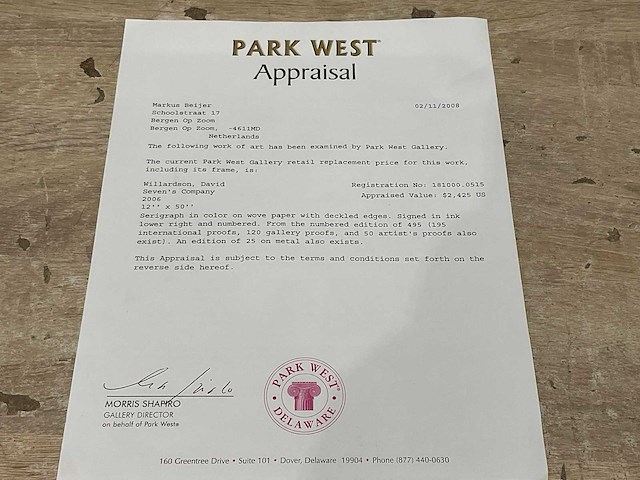 PARK WEST®
Appraisal
Markus Beijer 02/11/2008
Schoolstraat 17
Bergen Op Zoom
Bergen Op Zoom, -4611MD
Netherlands
The following work of art has been examined by Park West Gallery.
The current Park West Gallery retail replacement price for this work,
including its frame, is:
Willardson, David Registration No: 181000.0515
Seven's Company Appraised Value: $2,425 US
2006
12'' x 50''
Serigraph in color on wove paper with deckled edges. Signed in ink
lower right and numbered. From the numbered edition of 495 (195
international proofs, 120 gallery proofs, and 50 artist's proofs also
exist). An edition of 25 on metal also exists.
This Appraisal is subject to the terms and conditions set forth on the
reverse side hereof.
MORRIS SHAPIRO
GALLERY DIRECTOR
on behalf of Park West®
PARK WEST®
DELAWARE
160 Greentree Drive • Suite 101 • Dover, Delaware 19904 • Phone (877) 440-0630